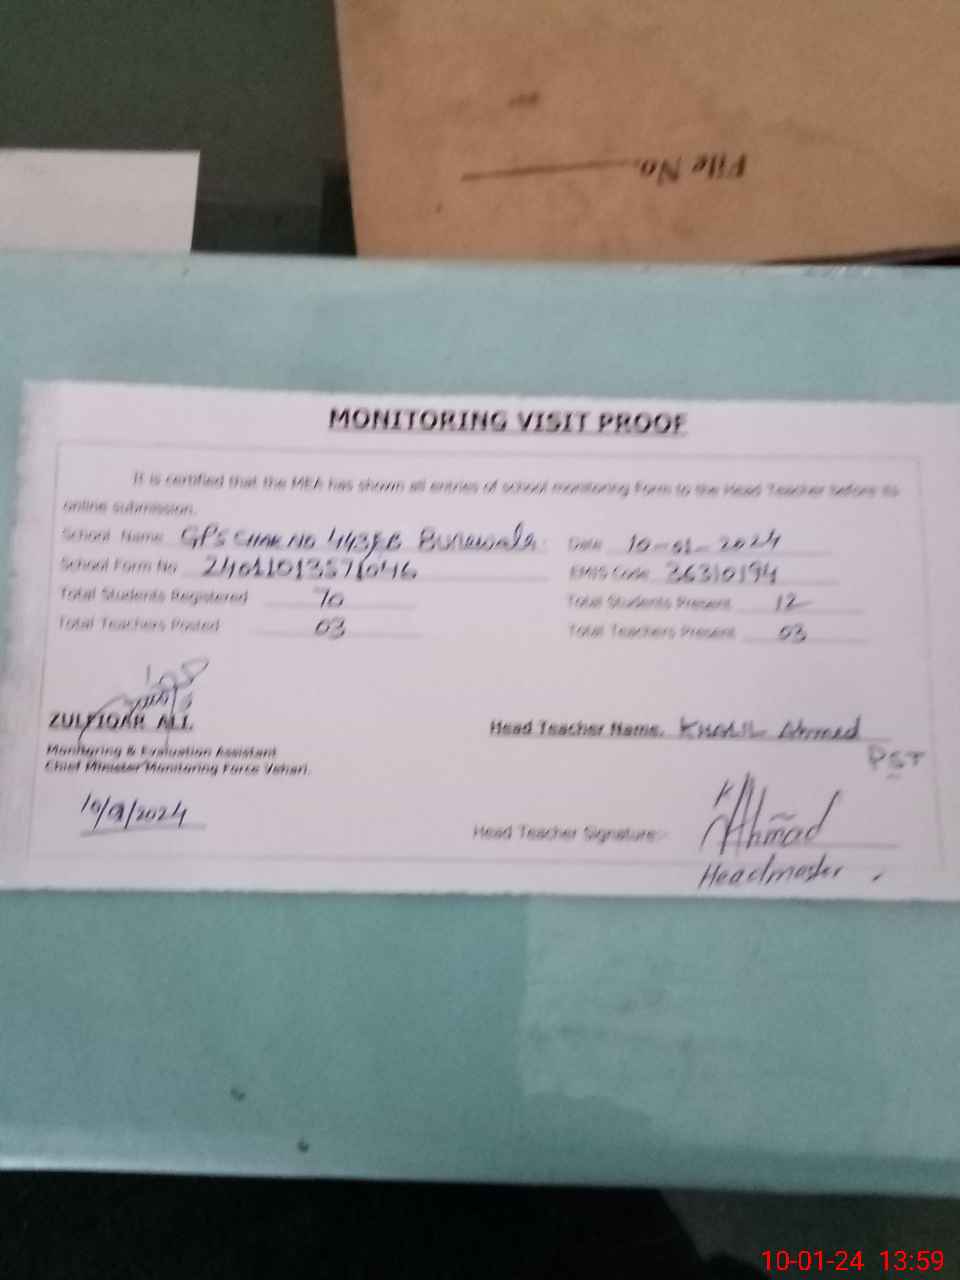 File No.
MONITORING VISIT PROOF
It is certified that the MEA has shown all entries of school monitoring Form to the Head Teacher before its
online submission.
School Name GPS Chak No 443/EB Burewala. Date 10-01-2024
School Form No EMIS Code 36310194
Total Students Registered 70 Total Students Present 12
Total Teachers Posted 03 Total Teachers Present 03
ZULFIQAR ALI
Monitoring & Evaluation Assistant Head Teacher Name. Khalil Ahmed
Chief Minister Monitoring Force Vehari. PST
2024
Head Teacher Signature:- Ahmad
Headmaster
10-01-24 13:59